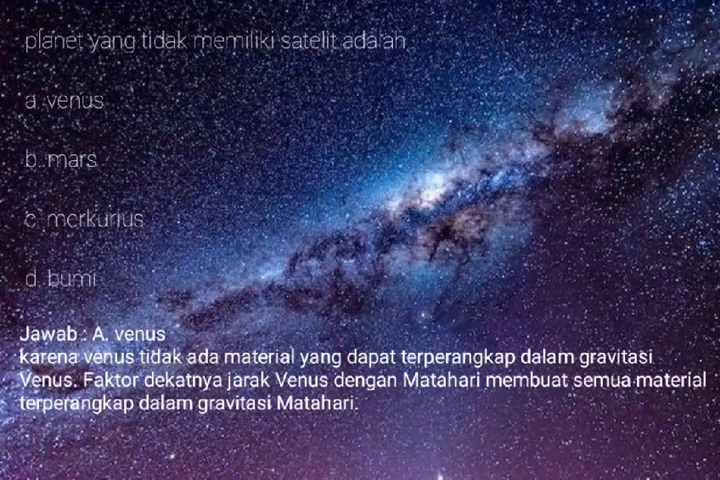 planet yang tidak memiliki satelit adalah
a. venus
b. mars
c. merkurius
d. bumi
Jawab : A. venus
karena venus tidak ada material yang dapat terperangkap dalam gravitasi
Venus. Faktor dekatnya jarak Venus dengan Matahari membuat semua material
terperangkap dalam gravitasi Matahari.